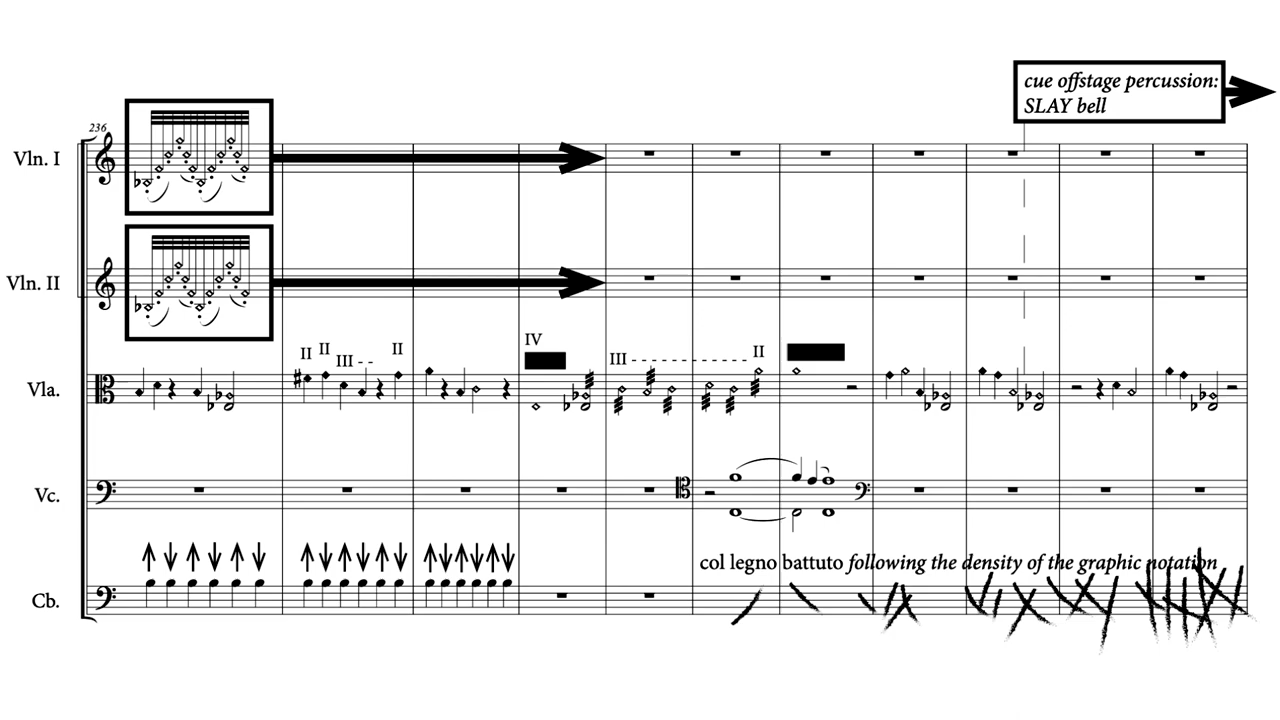 cue offstage percussion:
SLAY bell
236
Vln. I
Vln. II
II II III -- II
IV
III - - - - - - - - - - - - II
Vla.
Vc.
col legno battuto following the density of the graphic notation
Cb.